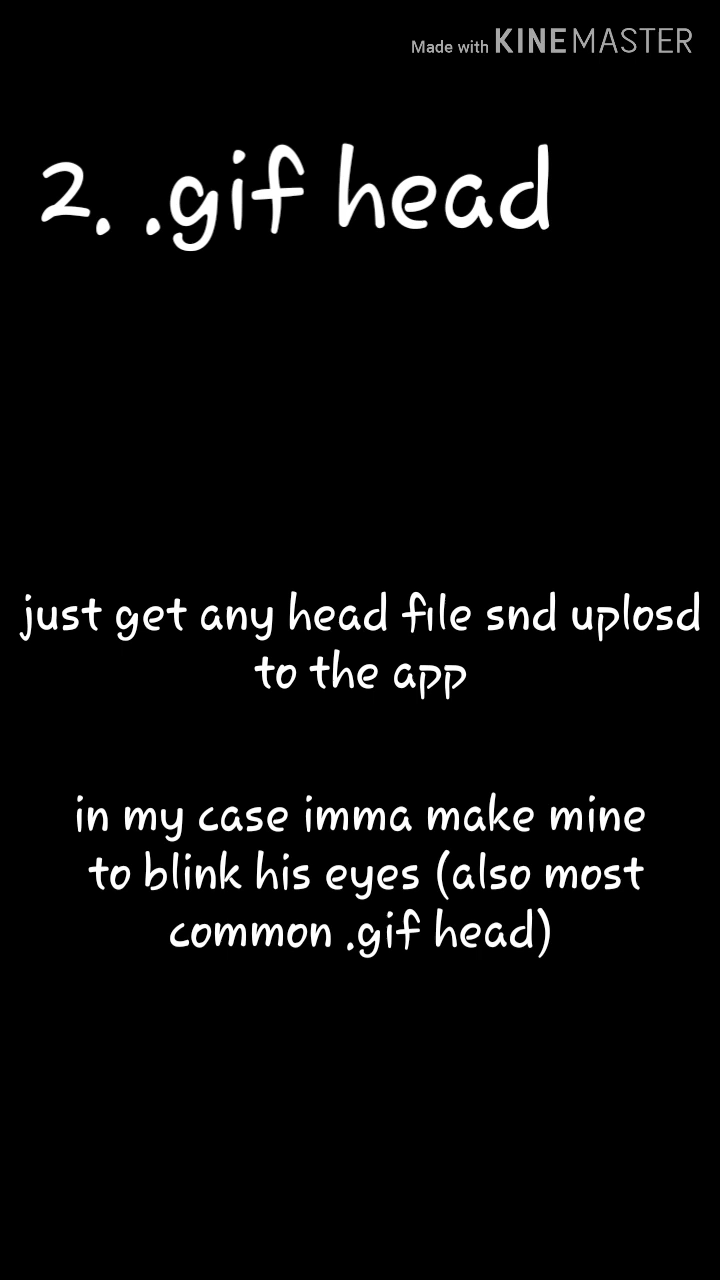 Made with KINEMASTER
2. .gif head
just get any head file snd uplosd
to the app
in my case imma make mine
to blink his eyes (also most
common .gif head)